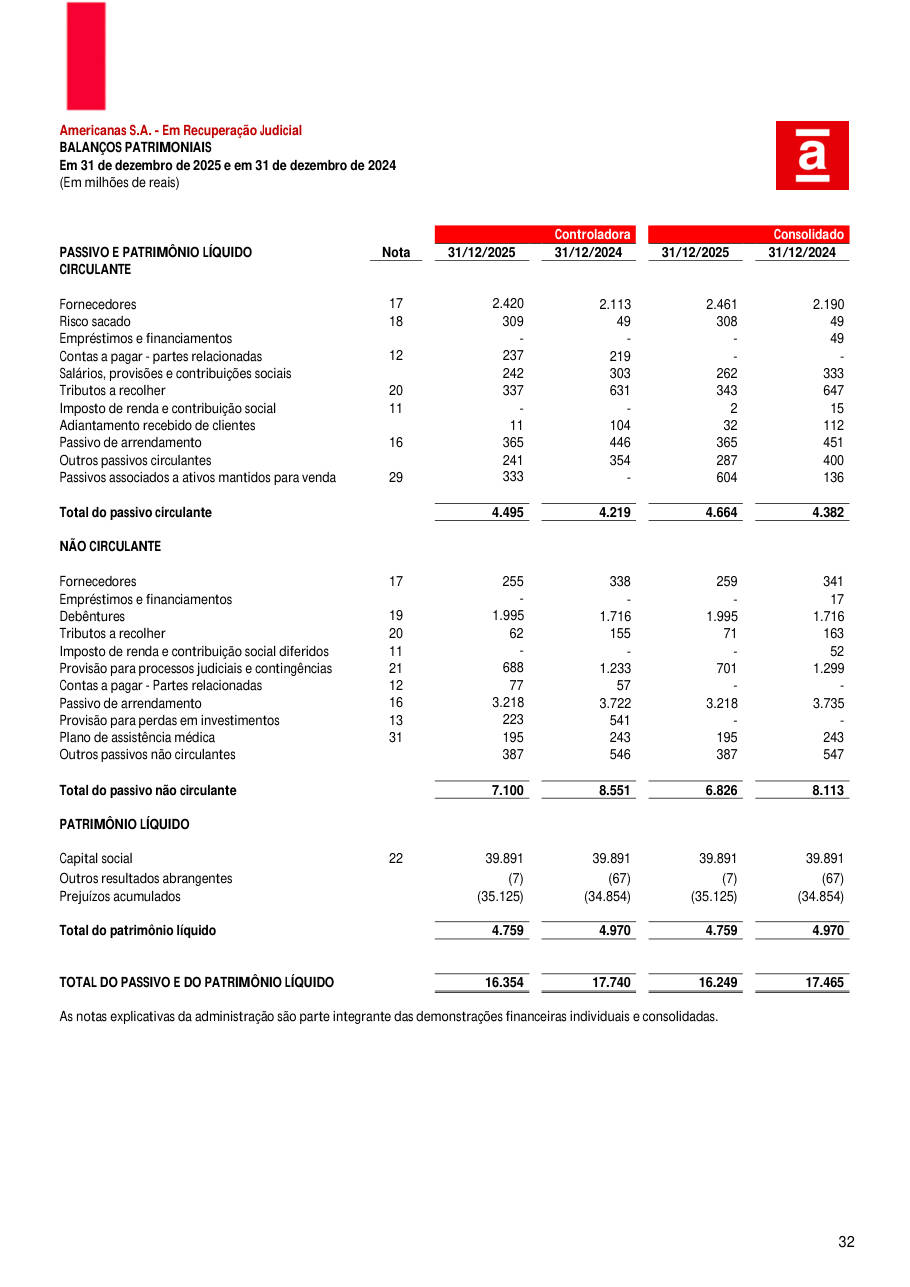 Americanas S.A. - Em Recuperação Judicial
BALANÇOS PATRIMONIAIS
Em 31 de dezembro de 2025 e em 31 de dezembro de 2024
(Em milhões de reais)
a
Controladora Consolidado
PASSIVO E PATRIMÔNIO LÍQUIDO Nota 31/12/2025 31/12/2024 31/12/2025 31/12/2024
CIRCULANTE
Fornecedores 17 2.420 2.113 2.461 2.190
Risco sacado 18 309 49 308 49
Empréstimos e financiamentos - - - 49
Contas a pagar - partes relacionadas 12 237 219 - -
Salários, provisões e contribuições sociais 242 303 262 333
Tributos a recolher 20 337 631 343 647
Imposto de renda e contribuição social 11 - - 2 15
Adiantamento recebido de clientes 11 104 32 112
Passivo de arrendamento 16 365 446 365 451
Outros passivos circulantes 241 354 287 400
Passivos associados a ativos mantidos para venda 29 333 - 604 136
Total do passivo circulante 4.495 4.219 4.664 4.382
NÃO CIRCULANTE
Fornecedores 17 255 338 259 341
Empréstimos e financiamentos - - - 17
Debêntures 19 1.995 1.716 1.995 1.716
Tributos a recolher 20 62 155 71 163
Imposto de renda e contribuição social diferidos 11 - - - 52
Provisão para processos judiciais e contingências 21 688 1.233 701 1.299
Contas a pagar - Partes relacionadas 12 77 57 - -
Passivo de arrendamento 16 3.218 3.722 3.218 3.735
Provisão para perdas em investimentos 13 223 541 - -
Plano de assistência médica 31 195 243 195 243
Outros passivos não circulantes 387 546 387 547
Total do passivo não circulante 7.100 8.551 6.826 8.113
PATRIMÔNIO LÍQUIDO
Capital social 22 39.891 39.891 39.891 39.891
Outros resultados abrangentes (7) (67) (7) (67)
Prejuízos acumulados (35.125) (34.854) (35.125) (34.854)
Total do patrimônio líquido 4.759 4.970 4.759 4.970
TOTAL DO PASSIVO E DO PATRIMÔNIO LÍQUIDO 16.354 17.740 16.249 17.465
As notas explicativas da administração são parte integrante das demonstrações financeiras individuais e consolidadas.
32